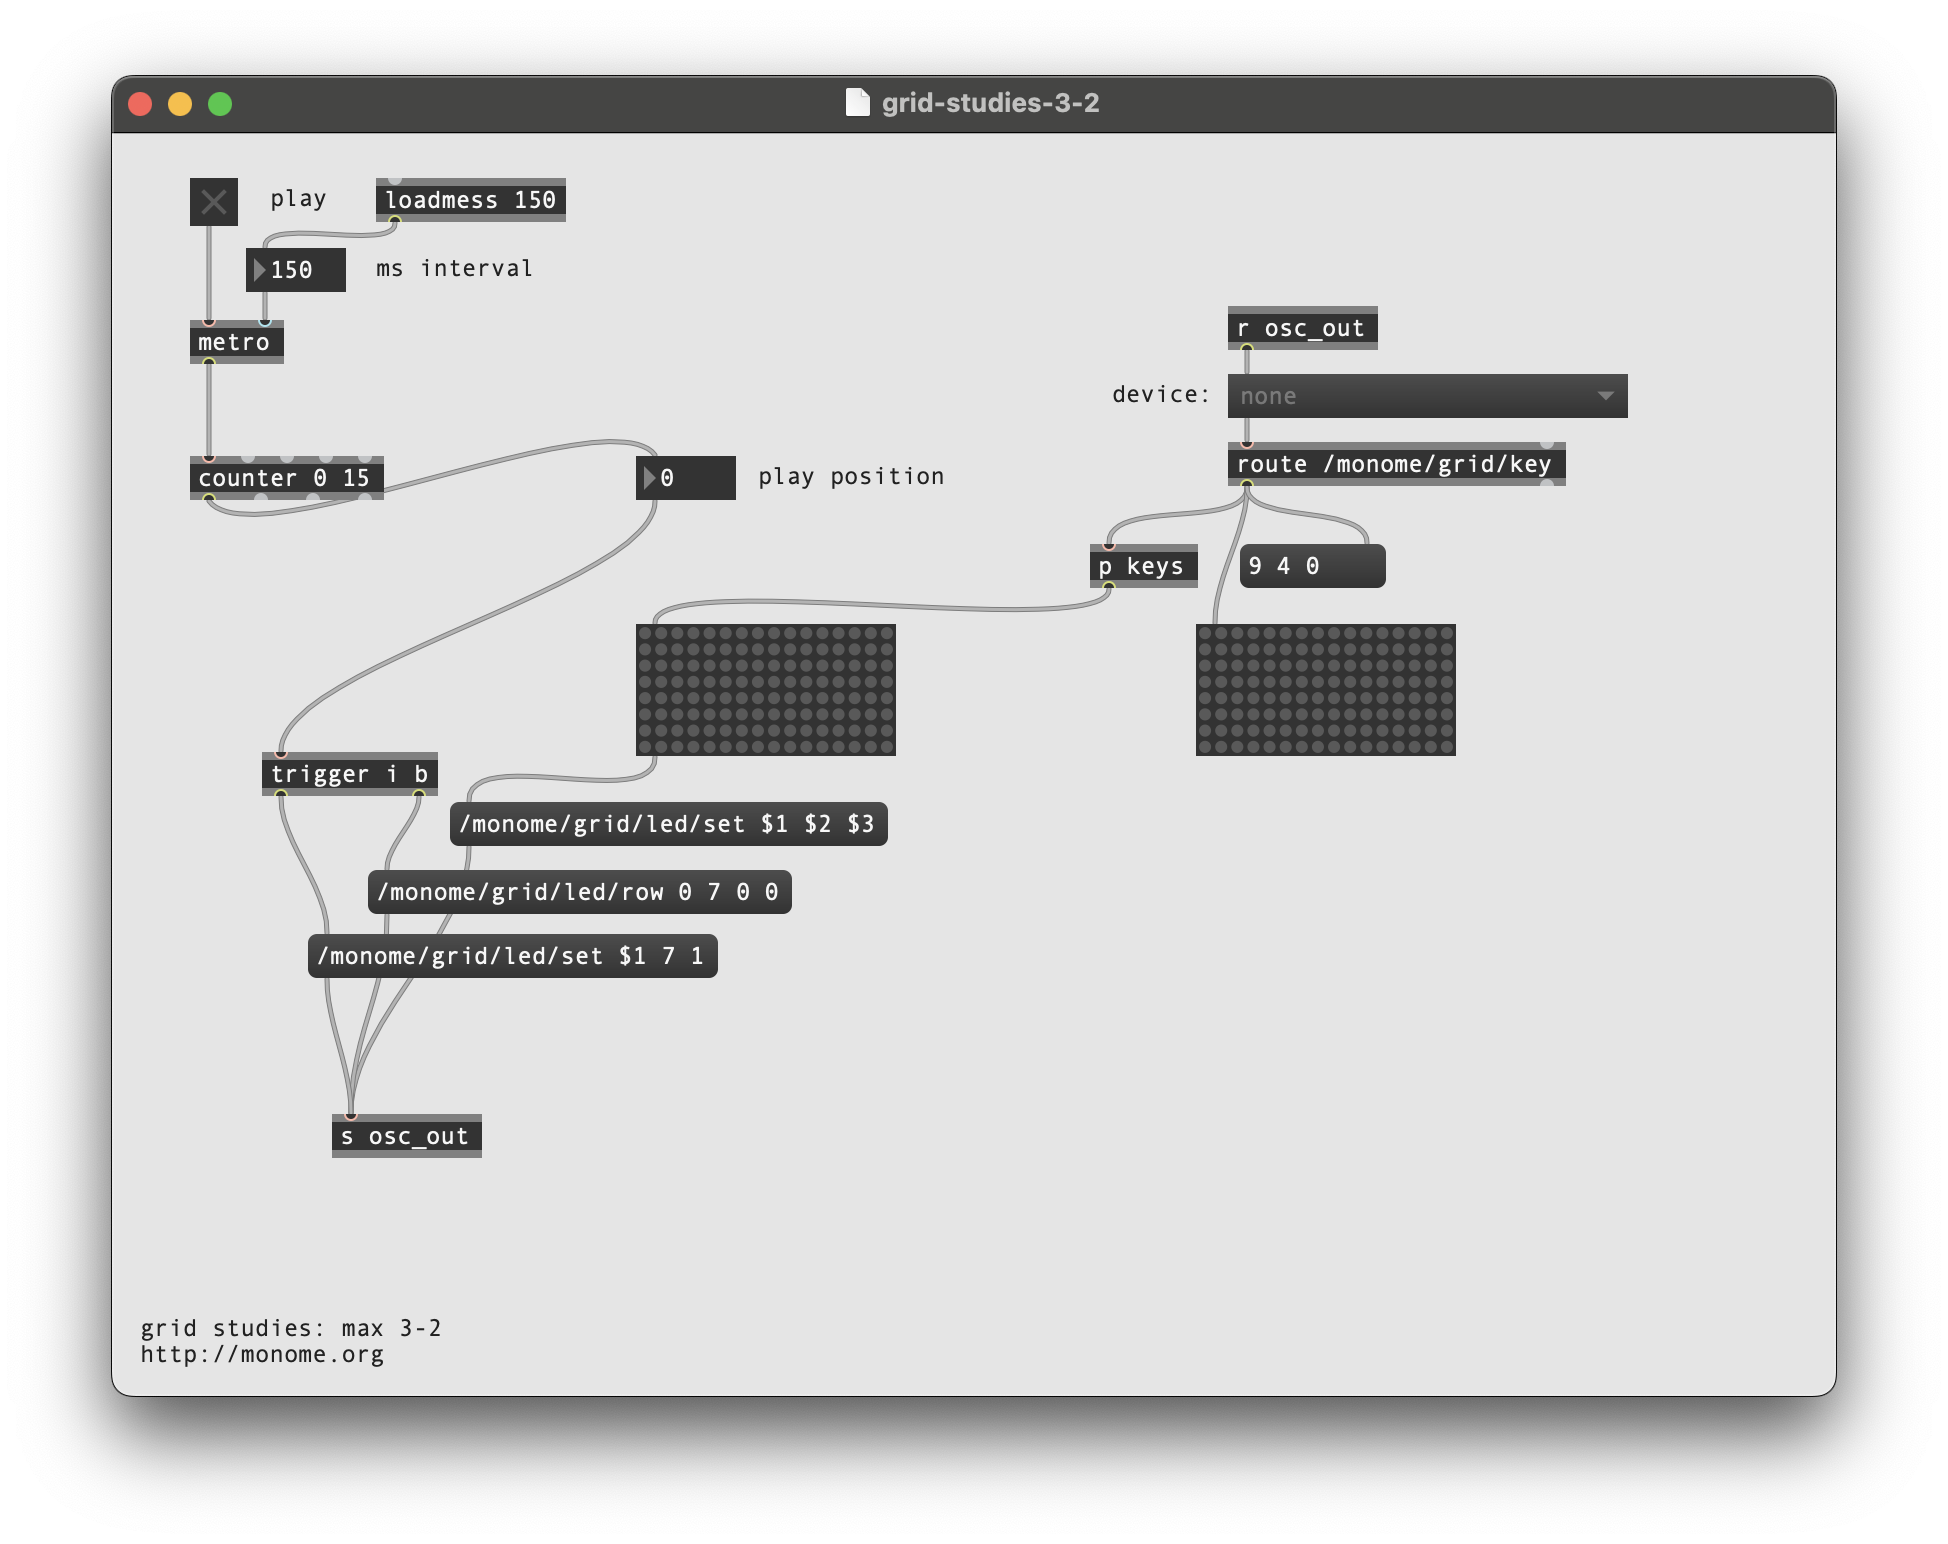 grid-studies-3-2
play
loadmess 150
150
ms interval
metro
r osc_out
device:
none
counter 0 15
0
play position
route /monome/grid/key
p keys
9 4 0
trigger i b
/monome/grid/led/set $1 $2 $3
/monome/grid/led/row 0 7 0 0
/monome/grid/led/set $1 7 1
s osc_out
grid studies: max 3-2
http://monome.org